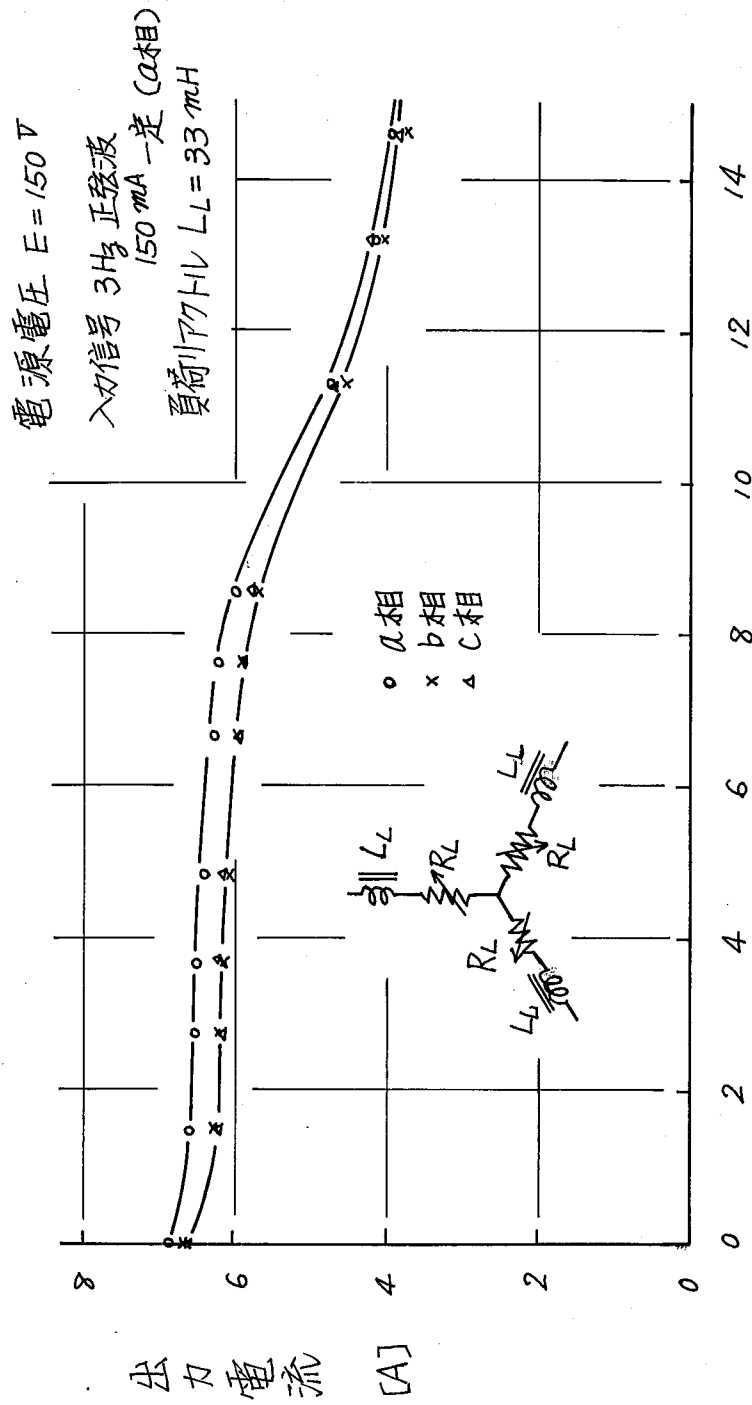 電源電圧 E=150V
入力信号 3Hz 正弦波
150mA 一定 (a相)
負荷リアクトル LL=33mH
出力電流 [A]
8
6
4
2
0
o a相
x b相
△ c相
LL
RL
RL
LL
RL
LL
0 2 4 6 8 10 12 14